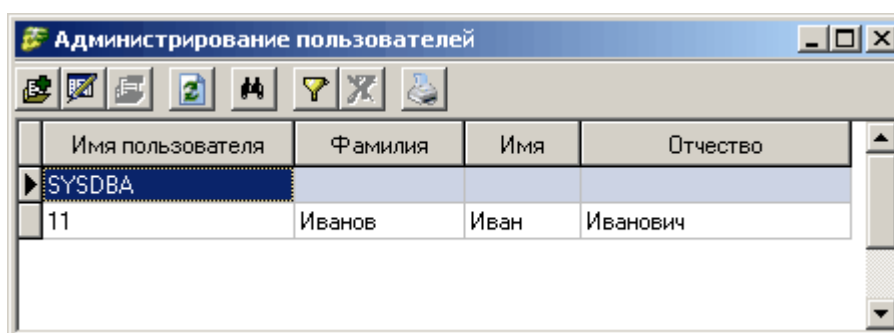 Администрирование пользователей
Имя пользователя Фамилия Имя Отчество
SYSDBA
11 Иванов Иван Иванович